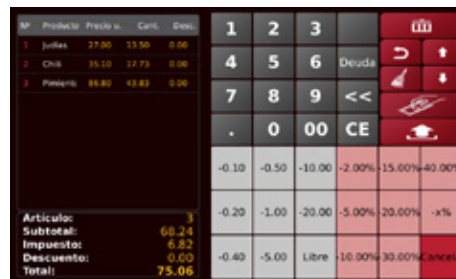 Nº Producto Precio u. Cant. Desc.
1 Judias 27.00 13.50 0.00
2 Chili 35.10 17.73 0.00
3 86.80 43.83 0.00
Artículo: 3
Subtotal: 68.24
Impuesto: 6.82
Descuento: 0.00
Total: 75.06
1 2 3
4 5 6 Deuda
7 8 9 <<
. 0 00 CE
-0.10 -0.50 -10.00 -2.00% -15.00% -40.00%
-0.20 -1.00 -20.00 -5.00% -20.00% -x%
-0.40 -5.00 Libre -10.00% -30.00% Cancel